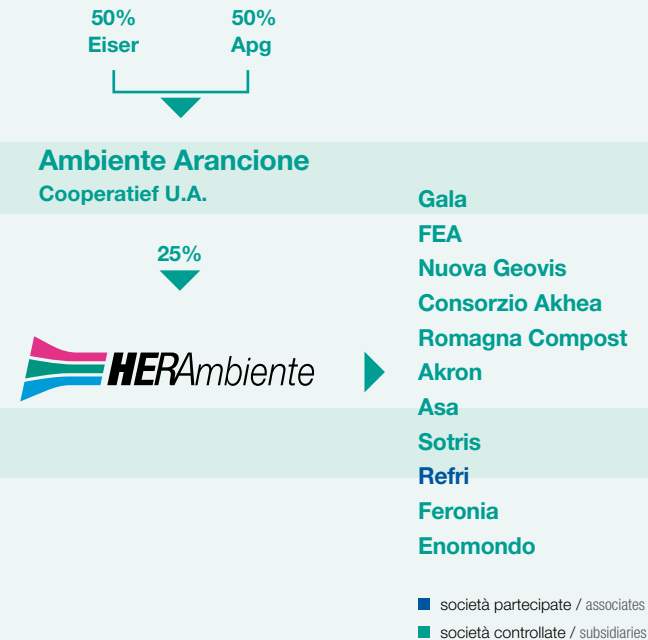 50% 50%
Eiser Apg
Ambiente Arancione
Cooperatief U.A.
25%
HERAmbiente
Gala
FEA
Nuova Geovis
Consorzio Akhea
Romagna Compost
Akron
Asa
Sotris
Refri
Feronia
Enomondo
società partecipate / associates
società controllate / subsidiaries